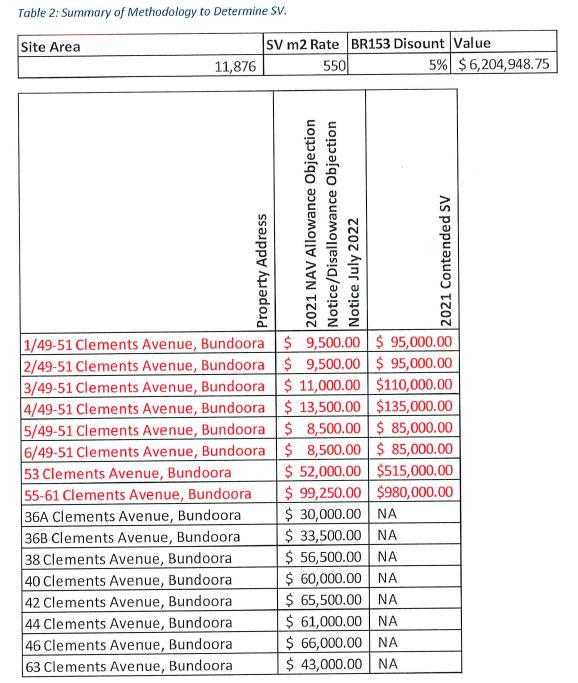 Table 2: Summary of Methodology to Determine SV.
Site Area SV m2 Rate BR153 Disount Value
11,876 550 5% $ 6,204,948.75
Property Address
2021 NAV Allowance Objection
Notice/Disallowance Objection
Notice July 2022
2021 Contended SV
1/49-51 Clements Avenue, Bundoora $ 9,500.00 $ 95,000.00
2/49-51 Clements Avenue, Bundoora $ 9,500.00 $ 95,000.00
3/49-51 Clements Avenue, Bundoora $ 11,000.00 $110,000.00
4/49-51 Clements Avenue, Bundoora $ 13,500.00 $135,000.00
5/49-51 Clements Avenue, Bundoora $ 8,500.00 $ 85,000.00
6/49-51 Clements Avenue, Bundoora $ 8,500.00 $ 85,000.00
53 Clements Avenue, Bundoora $ 52,000.00 $515,000.00
55-61 Clements Avenue, Bundoora $ 99,250.00 $980,000.00
36A Clements Avenue, Bundoora $ 30,000.00 NA
36B Clements Avenue, Bundoora $ 33,500.00 NA
38 Clements Avenue, Bundoora $ 56,500.00 NA
40 Clements Avenue, Bundoora $ 60,000.00 NA
42 Clements Avenue, Bundoora $ 65,500.00 NA
44 Clements Avenue, Bundoora $ 61,000.00 NA
46 Clements Avenue, Bundoora $ 66,000.00 NA
63 Clements Avenue, Bundoora $ 43,000.00 NA